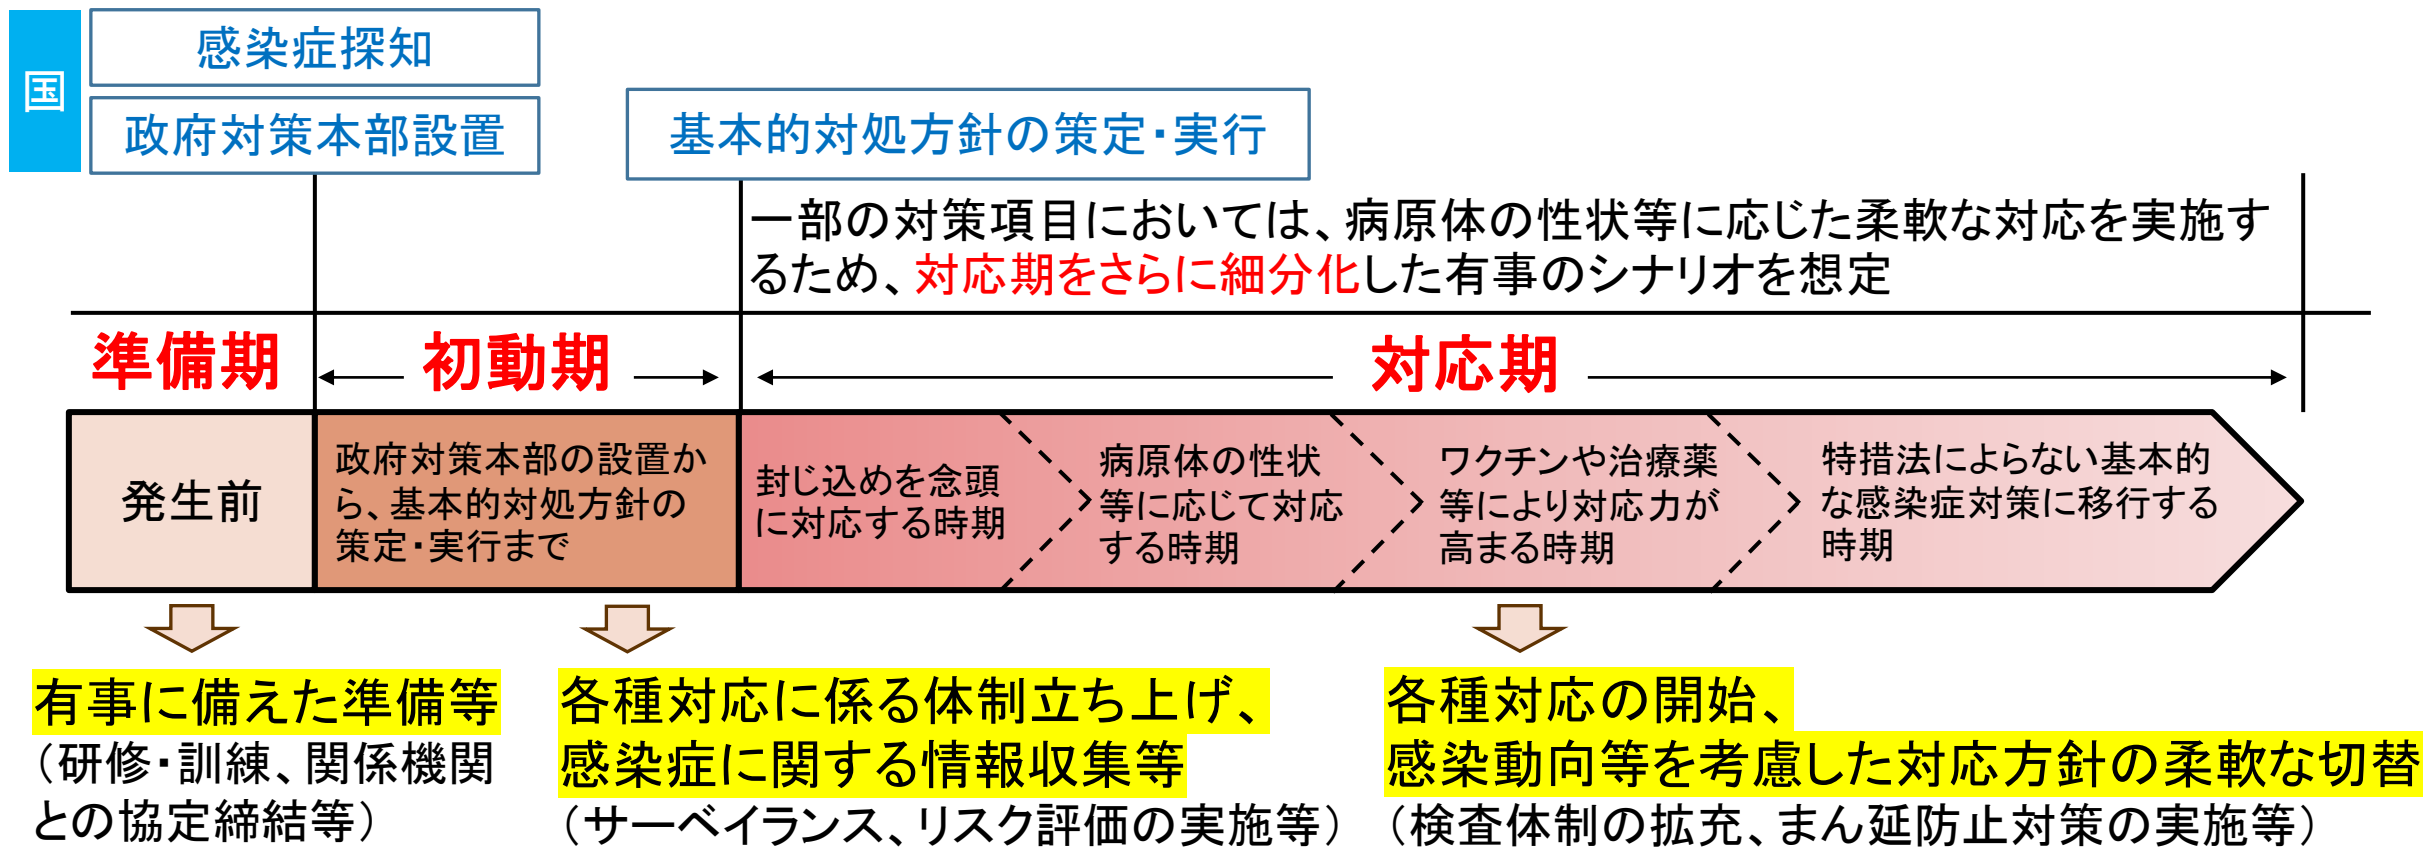 国
感染症探知
政府対策本部設置
基本的対処方針の策定・実行
一部の対策項目においては、病原体の性状等に応じた柔軟な対応を実施す
るため、対応期をさらに細分化した有事のシナリオを想定
準備期
初動期
対応期
発生前
政府対策本部の設置か
ら、基本的対処方針の
策定・実行まで
封じ込めを念頭
に対応する時期
病原体の性状
等に応じて対応
する時期
ワクチンや治療薬
等により対応力が
高まる時期
特措法によらない基本的
な感染症対策に移行する
時期
有事に備えた準備等
（研修・訓練、関係機関
との協定締結等）
各種対応に係る体制立ち上げ、
感染症に関する情報収集等
（サーベイランス、リスク評価の実施等）
各種対応の開始、
感染動向等を考慮した対応方針の柔軟な切替
（検査体制の拡充、まん延防止対策の実施等）